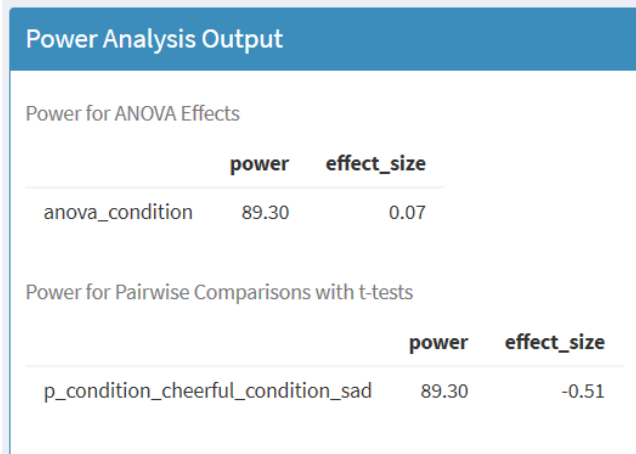 Power Analysis Output
Power for ANOVA Effects
power effect_size
anova_condition 89.30 0.07
Power for Pairwise Comparisons with t-tests
power effect_size
p_condition_cheerful_condition_sad 89.30 -0.51